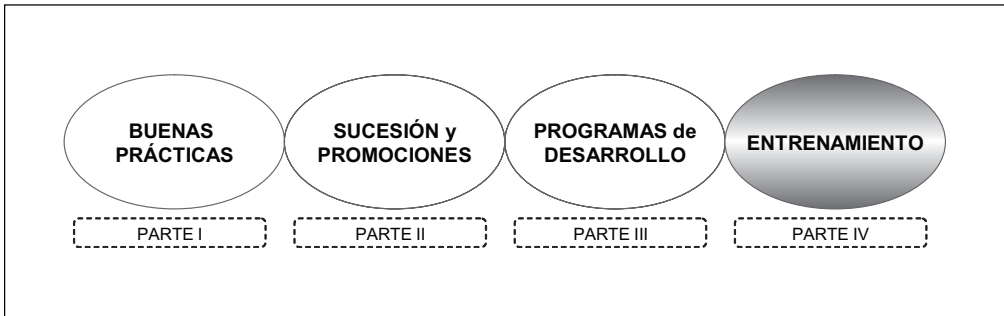 BUENAS
PRÁCTICAS
SUCESIÓN y
PROMOCIONES
PROGRAMAS de
DESARROLLO
ENTRENAMIENTO
PARTE I
PARTE II
PARTE III
PARTE IV